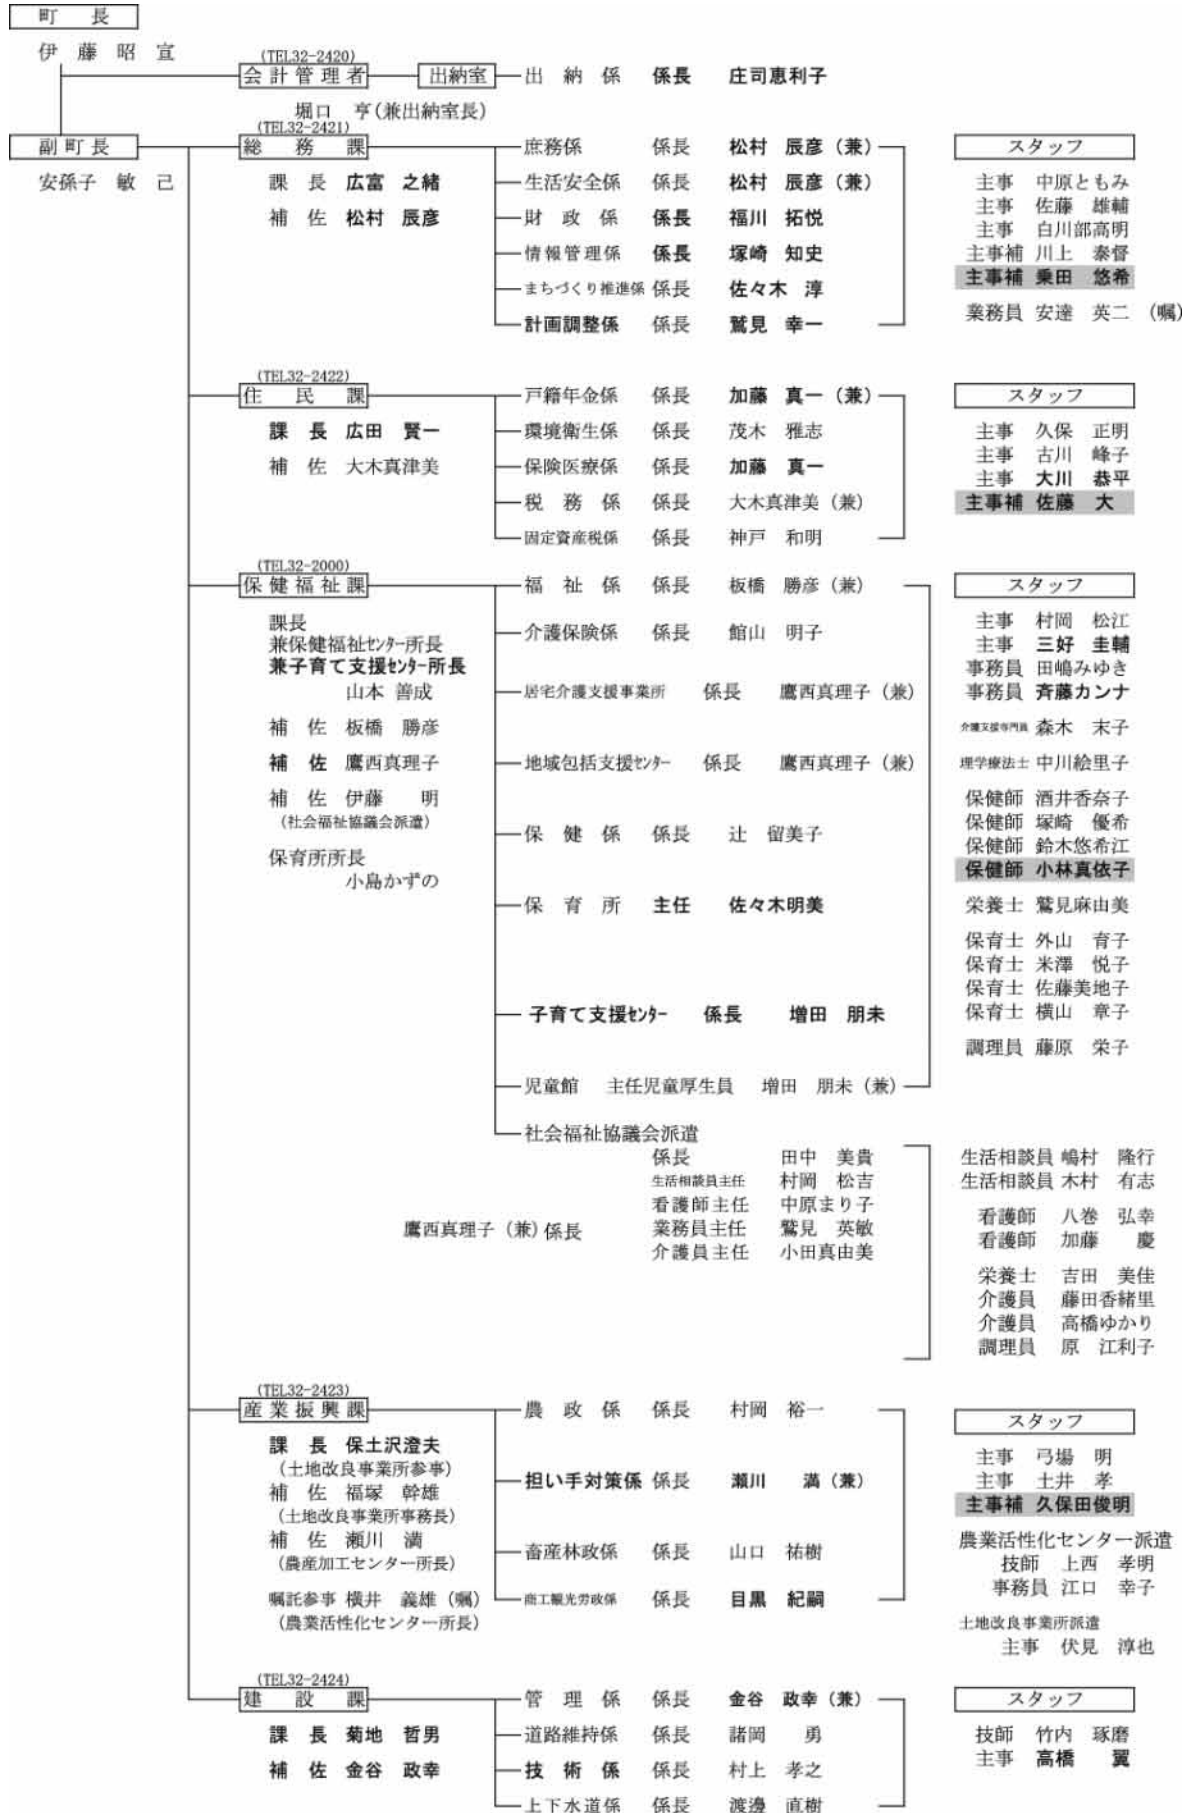 町長
伊藤昭宣
(TEL32-2420)
会計管理者 出納室 出納係 係長 庄司恵利子
堀口 亨(兼出納室長)
(TEL32-2421)
副町長
安孫子 敏己
総務課
課長 広富 之緒
補佐 松村 辰彦
庶務係 係長 松村 辰彦(兼)
生活安全係 係長 松村 辰彦(兼)
財政係 係長 福川 拓悦
情報管理係 係長 塚崎 知史
まちづくり推進係 係長 佐々木 淳
計画調整係 係長 鷲見 幸一
スタッフ
主事 中原ともみ
主事 佐藤 雄輔
主事 白川部高明
主事補 川上 泰督
主事補 乗田 悠希
業務員 安達 英二 (嘱)
(TEL32-2422)
住民課
課長 広田 賢一
補佐 大木真津美
戸籍年金係 係長 加藤 真一(兼)
環境衛生係 係長 茂木 雅志
保険医療係 係長 加藤 真一
税務係 係長 大木真津美(兼)
固定資産税係 係長 神戸 和明
スタッフ
主事 久保 正明
主事 古川 峰子
主事 大川 恭平
主事補 佐藤 大
(TEL32-2000)
保健福祉課
課長
兼保健福祉センター所長
兼子育て支援センター所長
山本 善成
補佐 板橋 勝彦
補佐 鷹西真理子
補佐 伊藤 明
(社会福祉協議会派遣)
保育所所長
小島かずの
福祉係 係長 板橋 勝彦(兼)
介護保険係 係長 館山 明子
居宅介護支援事業所 係長 鷹西真理子(兼)
地域包括支援センター 係長 鷹西真理子(兼)
保健係 係長 辻 留美子
保育所 主任 佐々木明美
子育て支援センター 係長 増田 朋未
児童館 主任児童厚生員 増田 朋未(兼)
社会福祉協議会派遣
スタッフ
主事 村岡 松江
主事 三好 圭輔
事務員 田嶋みゆき
事務員 斉藤カンナ
介護支援専門員 森木 末子
理学療法士 中川絵里子
保健師 酒井香奈子
保健師 塚崎 優希
保健師 鈴木悠希江
保健師 小林真依子
栄養士 鷲見麻由美
保育士 外山 育子
保育士 米澤 悦子
保育士 佐藤美地子
保育士 横山 章子
調理員 藤原 栄子
係長 田中 美貴
生活相談員主任 村岡 松吉
看護師主任 中原まり子
鷹西真理子(兼)係長 業務員主任 鷲見 英敏
介護員主任 小田真由美
生活相談員 嶋村 隆行
生活相談員 木村 有志
看護師 八巻 弘幸
看護師 加藤 慶
栄養士 吉田 美佳
介護員 藤田香緒里
介護員 高橋ゆかり
調理員 原 江利子
(TEL32-2423)
産業振興課
課長 保土沢澄夫
(土地改良事業所参事)
補佐 福塚 幹雄
(土地改良事業所事務長)
補佐 瀬川 満
(農産加工センター所長)
嘱託参事 横井 義雄(嘱)
(農業活性化センター所長)
農政係 係長 村岡 裕一
担い手対策係 係長 瀬川 満(兼)
畜産林政係 係長 山口 祐樹
商工観光労政係 係長 目黒 紀嗣
スタッフ
主事 弓場 明
主事 土井 孝
主事補 久保田俊明
農業活性化センター派遣
技師 上西 孝明
事務員 江口 幸子
土地改良事業所派遣
主事 伏見 淳也
(TEL32-2424)
建設課
課長 菊地 哲男
補佐 金谷 政幸
管理係 係長 金谷 政幸(兼)
道路維持係 係長 諸岡 勇
技術係 係長 村上 孝之
上下水道係 係長 渡邊 直樹
スタッフ
技師 竹内 琢磨
主事 高橋 翼